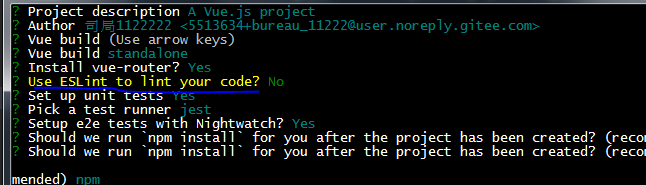 ? Project description A Vue.js project
? Author 司局1122222 <5513634+bureau_11222@user.noreply.gitee.com>
? Vue build (Use arrow keys)
? Vue build standalone
? Install vue-router? Yes
? Use ESLint to lint your code? No
? Set up unit tests Yes
? Pick a test runner jest
? Setup e2e tests with Nightwatch? Yes
? Should we run `npm install` for you after the project has been created? (recom
? Should we run `npm install` for you after the project has been created? (recom
mended) npm